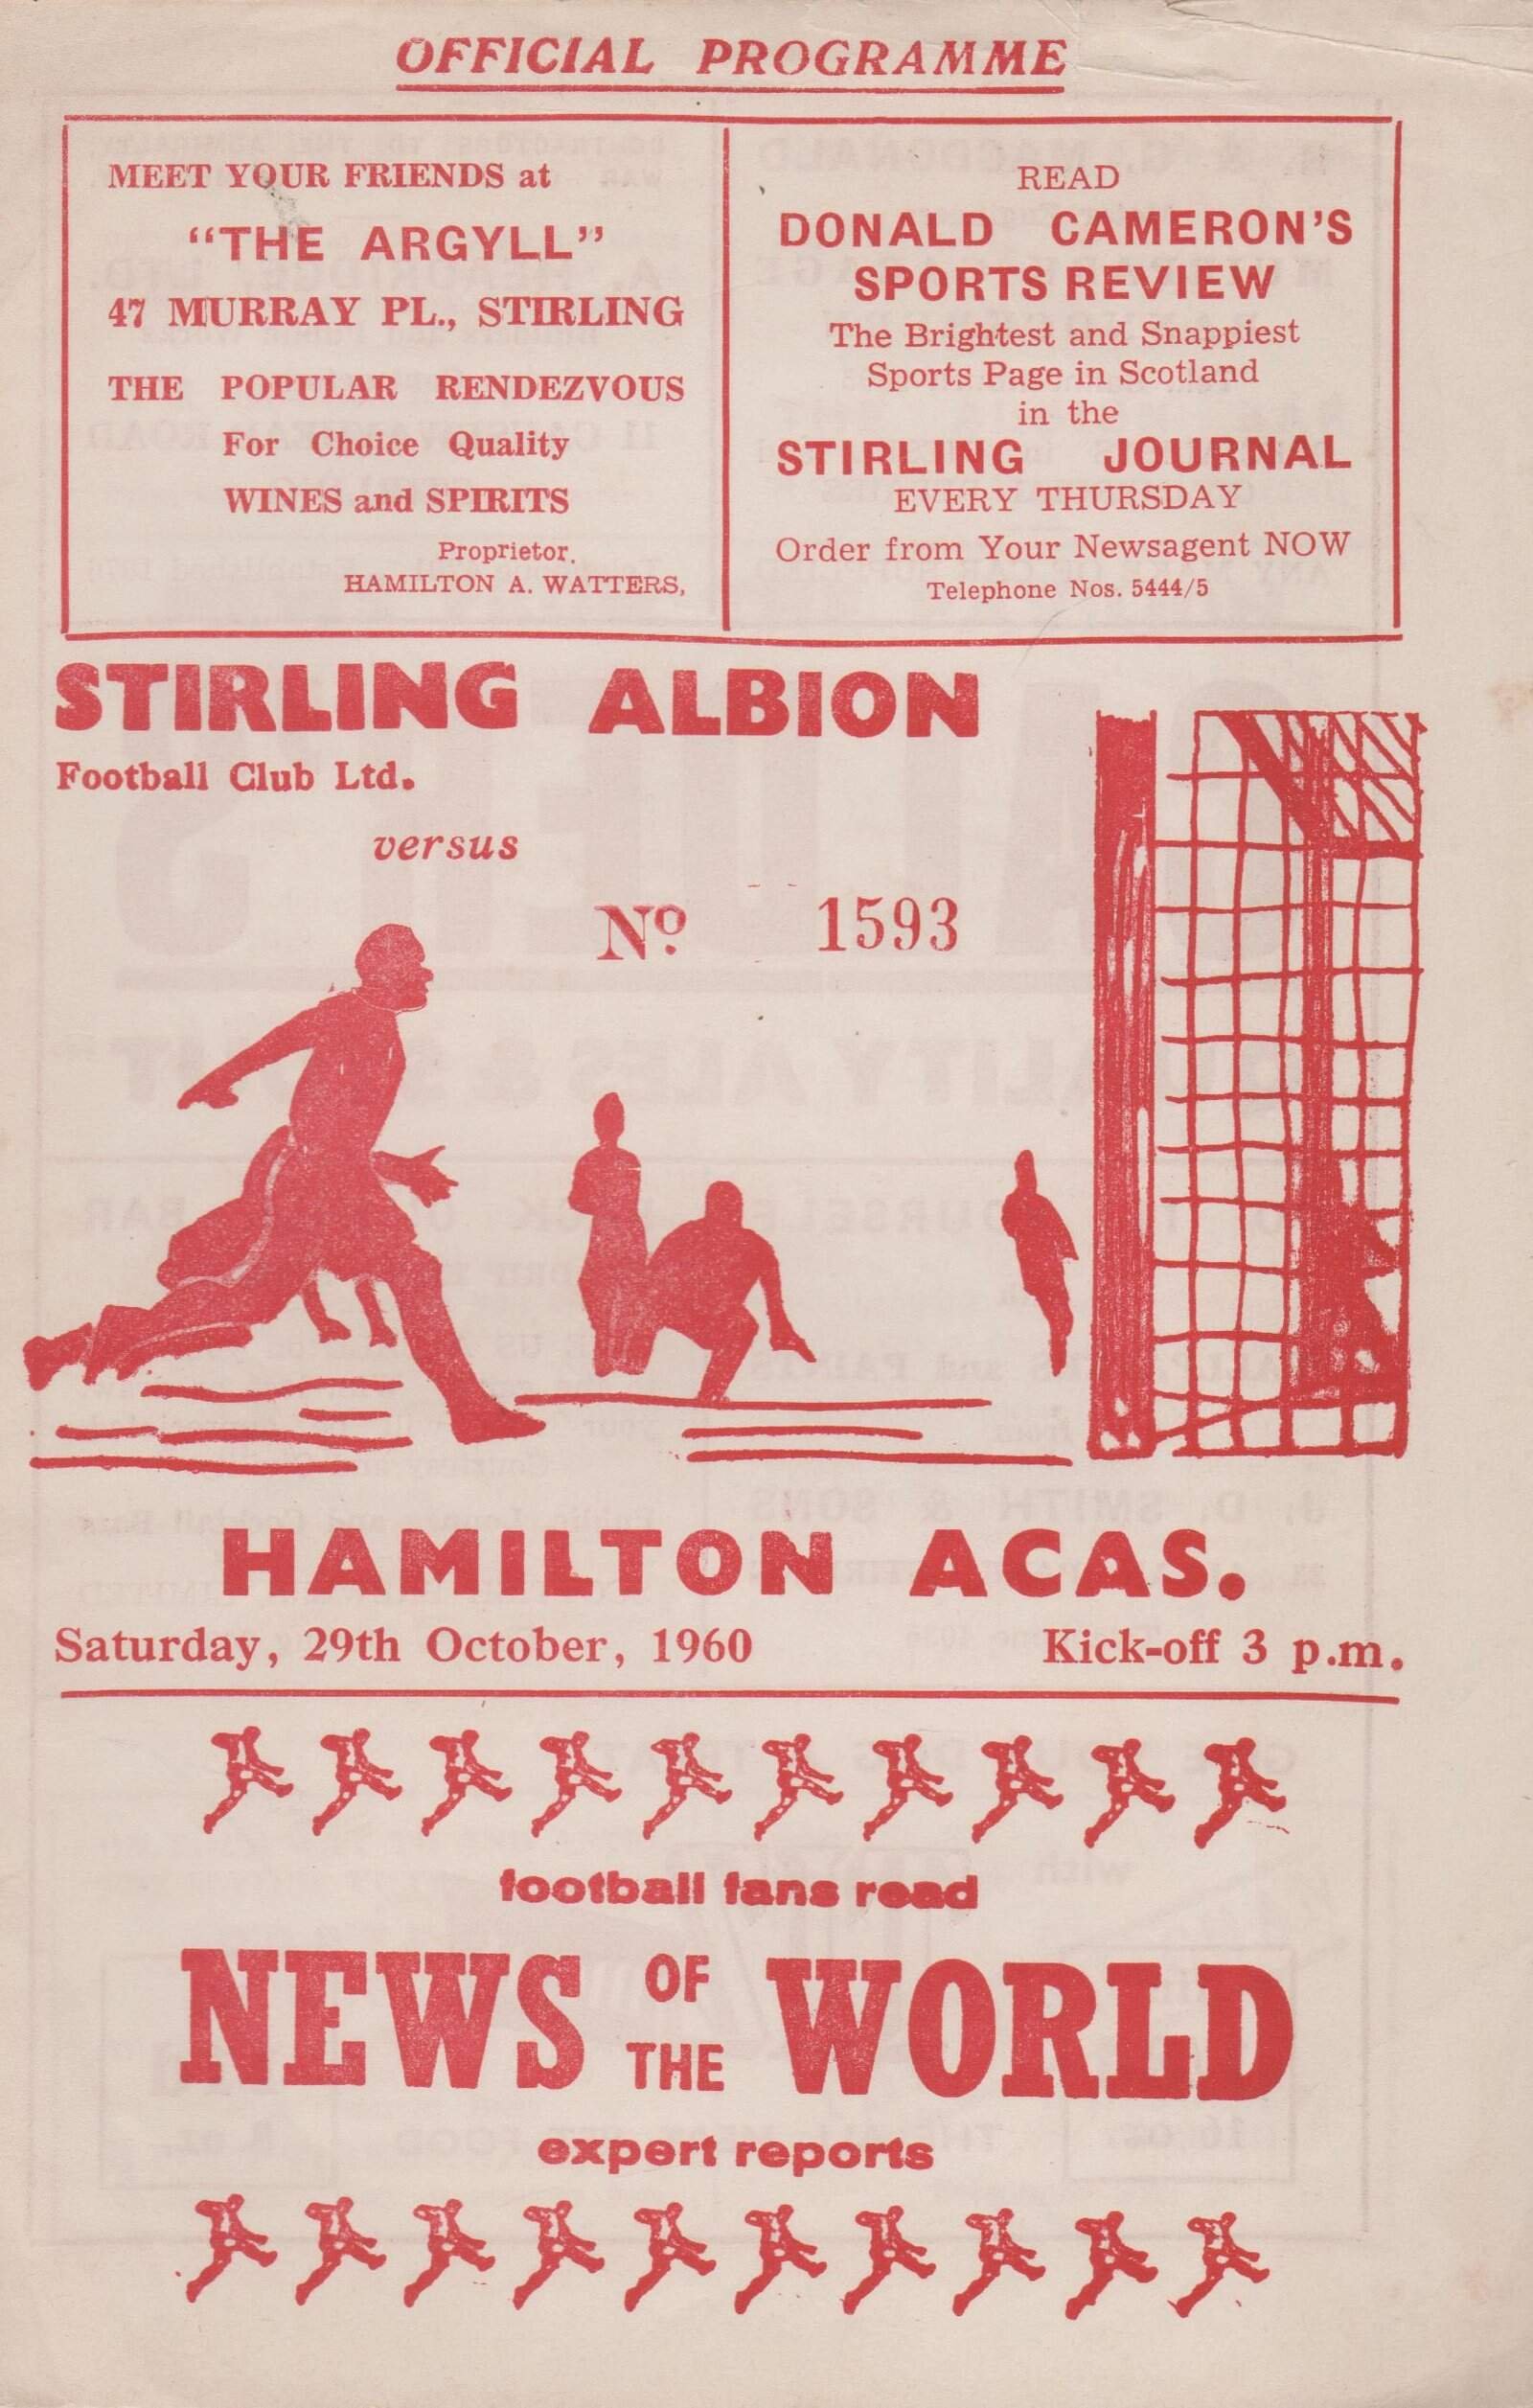 OFFICIAL PROGRAMME
MEET YOUR FRIENDS at
"THE ARGYLL"
47 MURRAY PL., STIRLING
THE POPULAR RENDEZVOUS
For Choice Quality
WINES and SPIRITS
Proprietor,
HAMILTON A. WATTERS,
READ
DONALD CAMERON'S
SPORTS REVIEW
The Brightest and Snappiest
Sports Page in Scotland
in the
STIRLING JOURNAL
EVERY THURSDAY
Order from Your Newsagent NOW
Telephone Nos. 5444/5
STIRLING ALBION
Football Club Ltd.
versus
Nº 1593
HAMILTON ACAS.
Saturday, 29th October, 1960 Kick-off 3 p.m.
football fans read
NEWS OF THE WORLD
expert reports